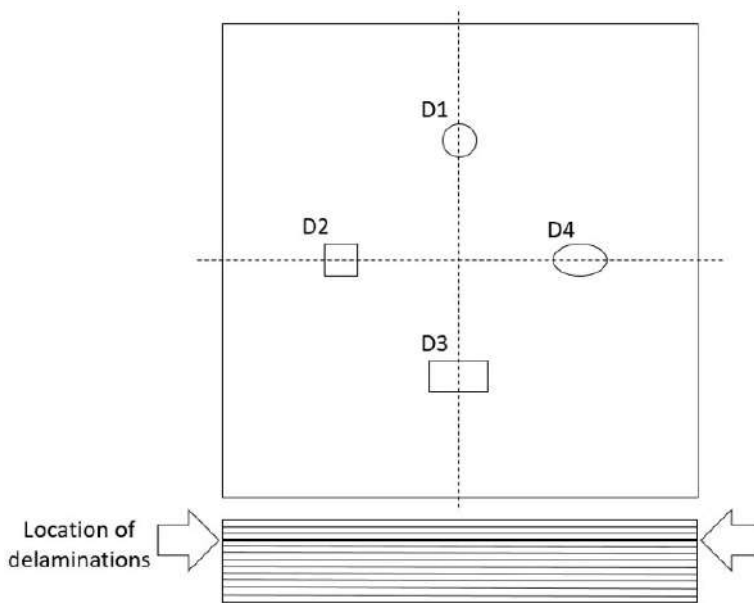 D1
D2
D4
D3
Location of
delaminations